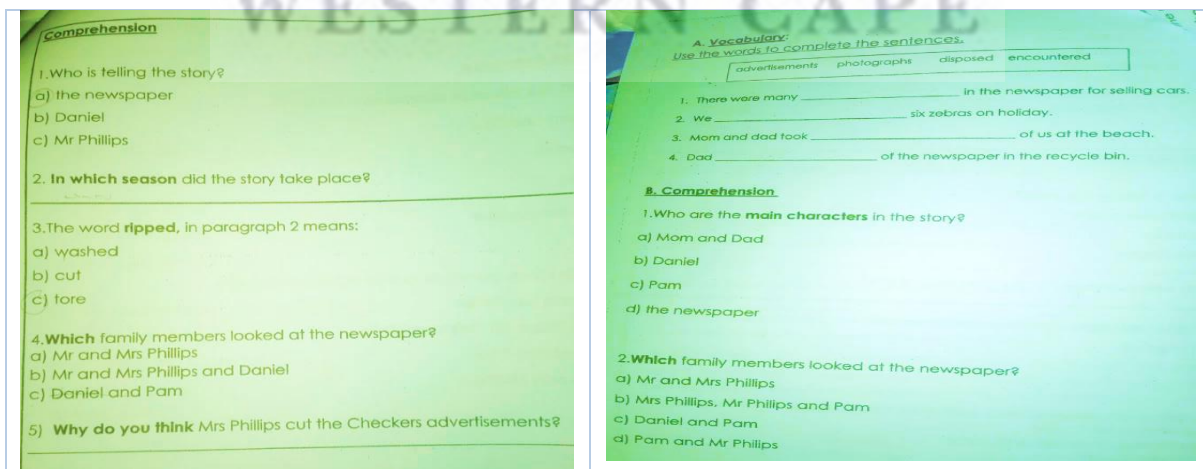 WESTERN CAPE
Comprehension
1.Who is telling the story?
a) the newspaper
b) Daniel
c) Mr Phillips
2. In which season did the story take place?
3.The word ripped, in paragraph 2 means:
a) washed
b) cut
c) tore
4.Which family members looked at the newspaper?
a) Mr and Mrs Phillips
b) Mr and Mrs Phillips and Daniel
c) Daniel and Pam
5) Why do you think Mrs Phillips cut the Checkers advertisements?
A. Vocabulary:
Use the words to complete the sentences.
advertisements photographs disposed encountered
1. There were many ____________ in the newspaper for selling cars.
2. We ____________ six zebras on holiday.
3. Mom and dad took ____________ of us at the beach.
4. Dad ____________ of the newspaper in the recycle bin.
B. Comprehension
1.Who are the main characters in the story?
a) Mom and Dad
b) Daniel
c) Pam
d) the newspaper
2.Which family members looked at the newspaper?
a) Mr and Mrs Phillips
b) Mrs Phillips, Mr Philips and Pam
c) Daniel and Pam
d) Pam and Mr Philips